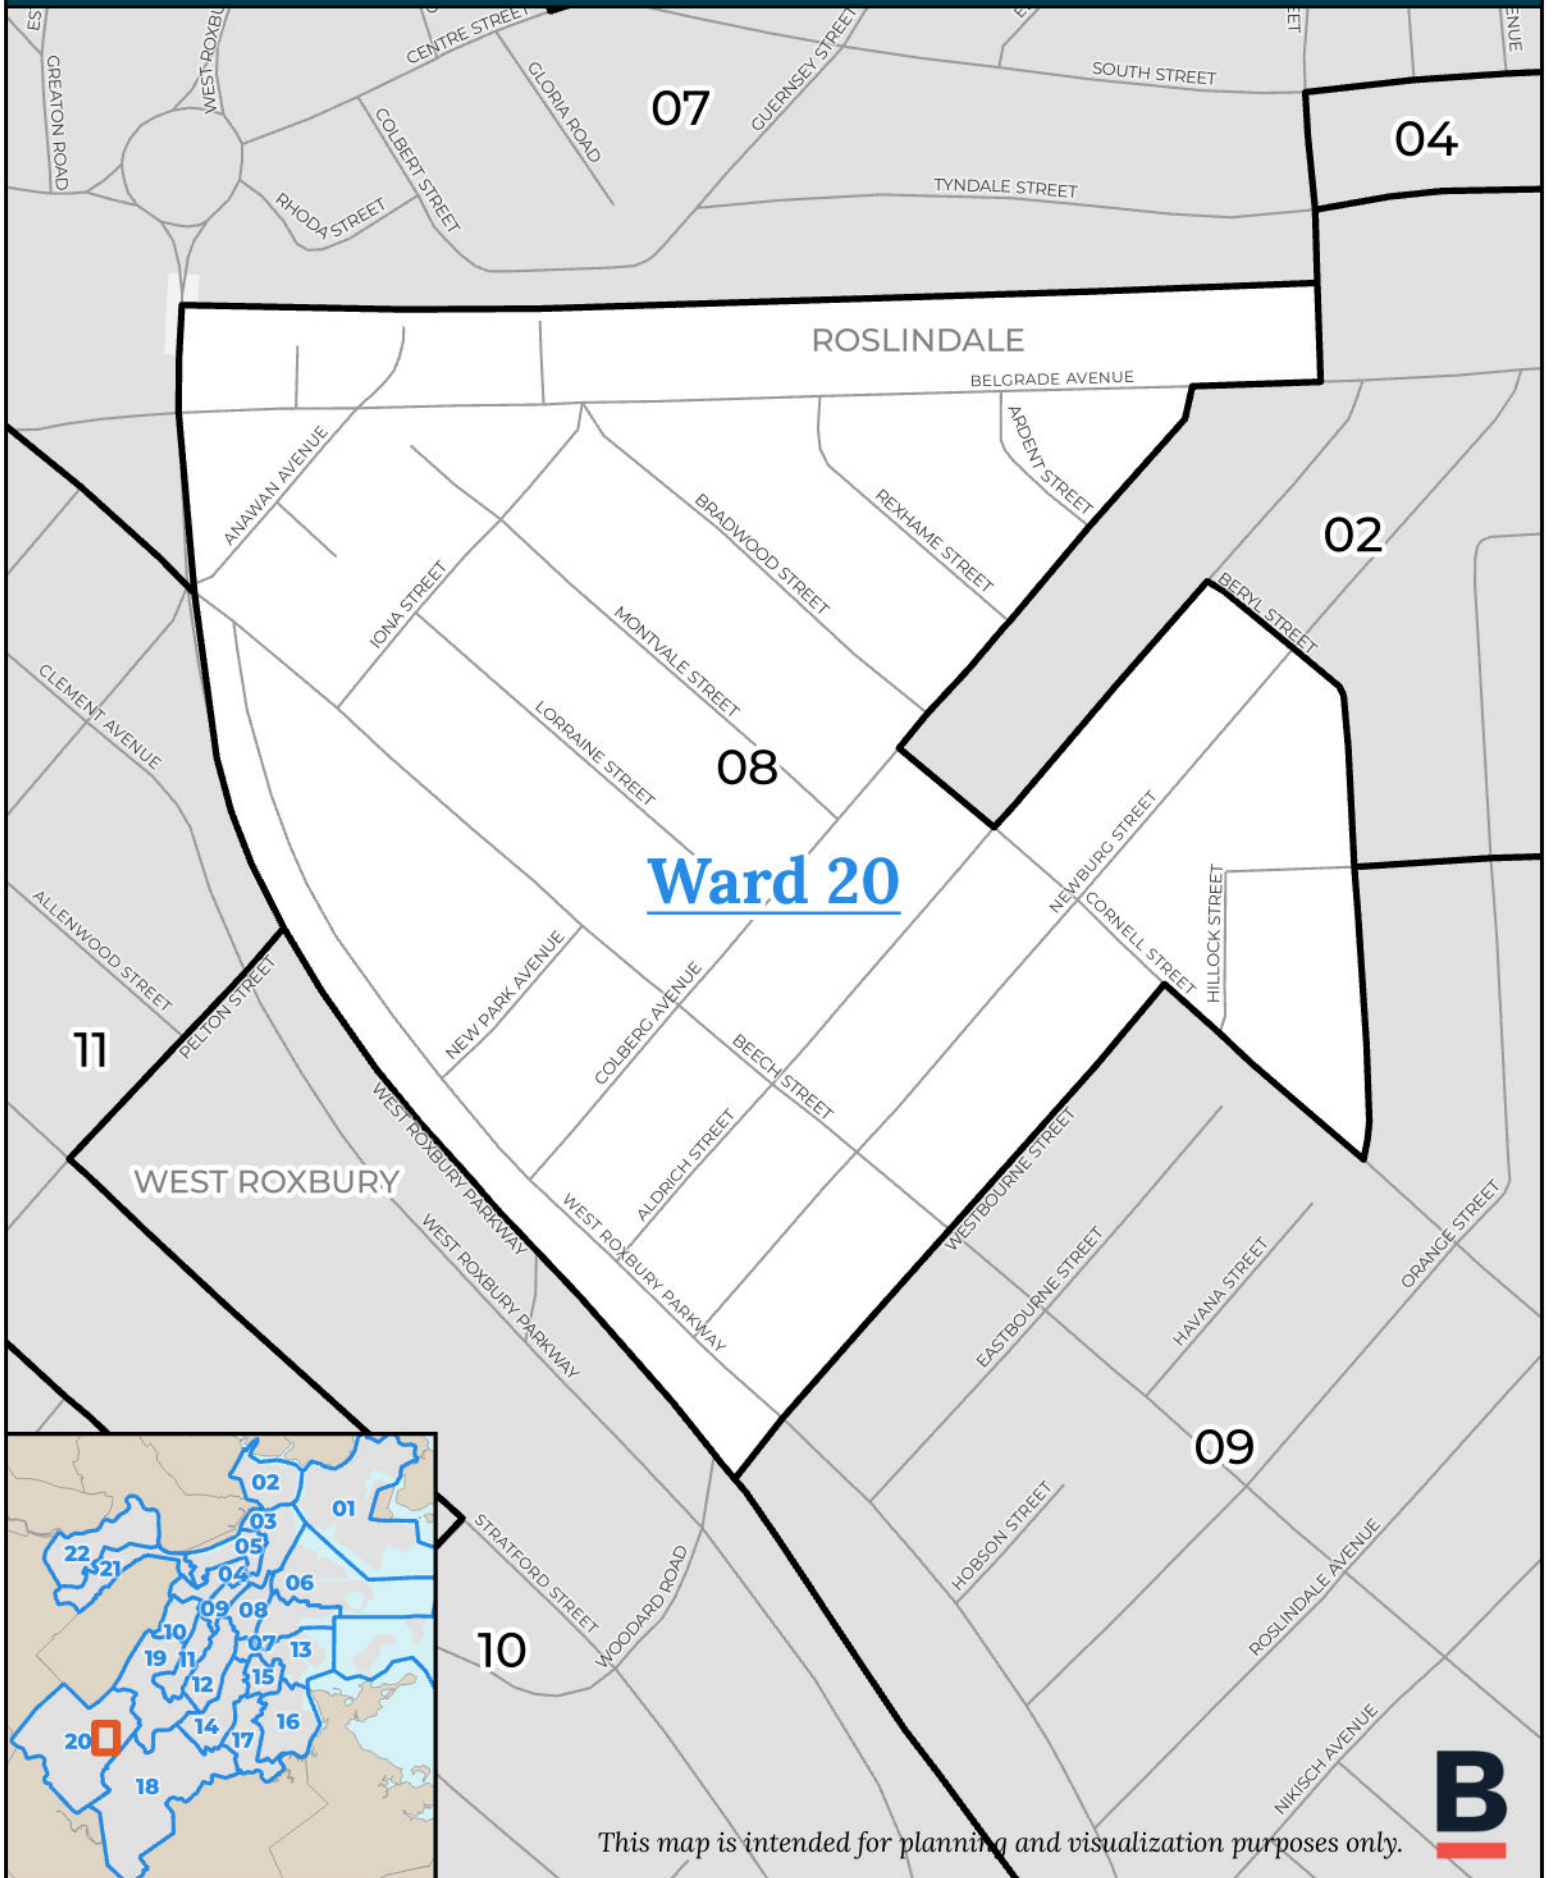 GREATON ROAD
WEST ROXBU
CENTRE STREET
GLORIA ROAD
GUERNSEY STREET
SOUTH STREET
EET
ENUE
ES
07
04
COLBERT STREET
RHODA STREET
TYNDALE STREET
ROSLINDALE
BELGRADE AVENUE
ARDENT STREET
ANAWAN AVENUE
REXHAME STREET
BRADWOOD STREET
02
BERYL STREET
IONA STREET
MONTVALE STREET
CLEMENT AVENUE
LORRAINE STREET
08
Ward 20
NEWBURG STREET
CORNELL STREET
HILLOCK STREET
ALLENWOOD STREET
PELTON STREET
11
NEW PARK AVENUE
COLBERG AVENUE
BEECH STREET
ALDRICH STREET
WEST ROXBURY
WEST ROXBURY PARKWAY
WEST ROXBURY PARKWAY
WEST ROXBURY PARKWAY
WESTBOURNE STREET
EASTBOURNE STREET
HAVANA STREET
ORANGE STREET
09
HOBSON STREET
STRATFORD STREET
WOODARD ROAD
ROSLINDALE AVENUE
NIKISCH AVENUE
10
02
01
03
05
22
21
04
06
09
08
10
07
13
19
11
12
15
14
16
17
20
18
B
This map is intended for planning and visualization purposes only.